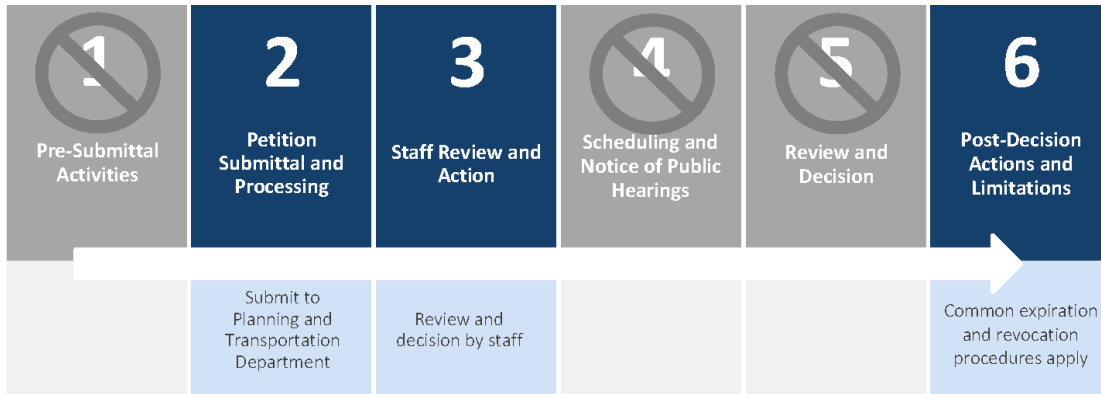 1
Pre-Submittal
Activities
2
Petition
Submittal and
Processing
Submit to
Planning and
Transportation
Department
3
Staff Review and
Action
Review and
decision by staff
4
Scheduling and
Notice of Public
Hearings
5
Review and
Decision
6
Post-Decision
Actions and
Limitations
Common expiration
and revocation
procedures apply